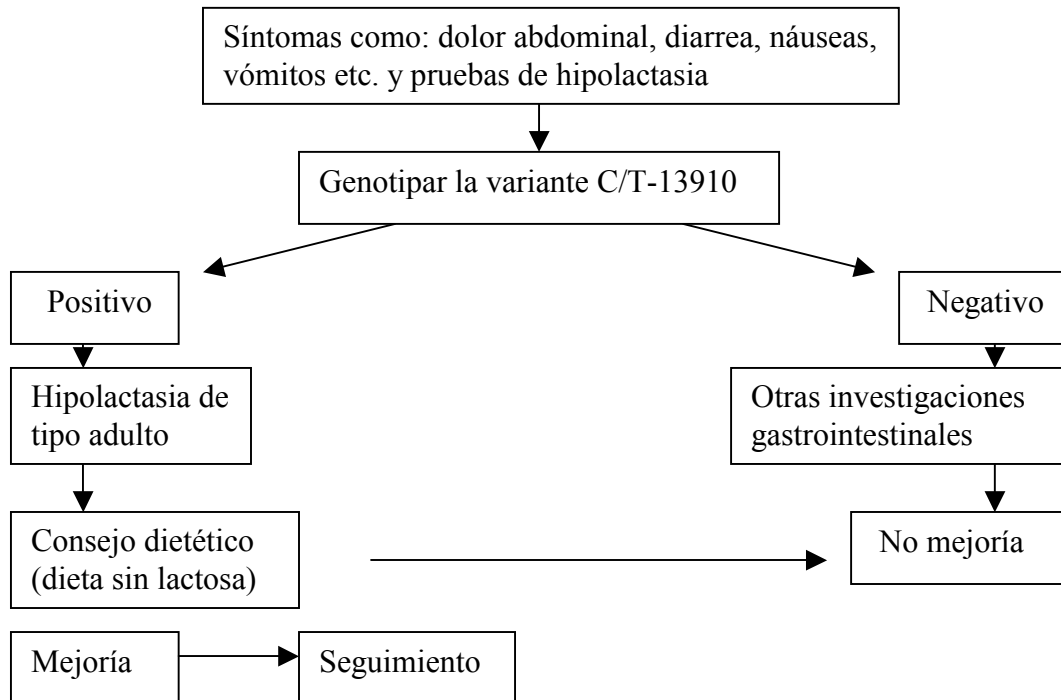 Síntomas como: dolor abdominal, diarrea, náuseas,
vómitos etc. y pruebas de hipolactasia
Genotipar la variante C/T-13910
Positivo
Negativo
Hipolactasia de
tipo adulto
Otras investigaciones
gastrointestinales
Consejo dietético
(dieta sin lactosa)
No mejoría
Mejoría
Seguimiento